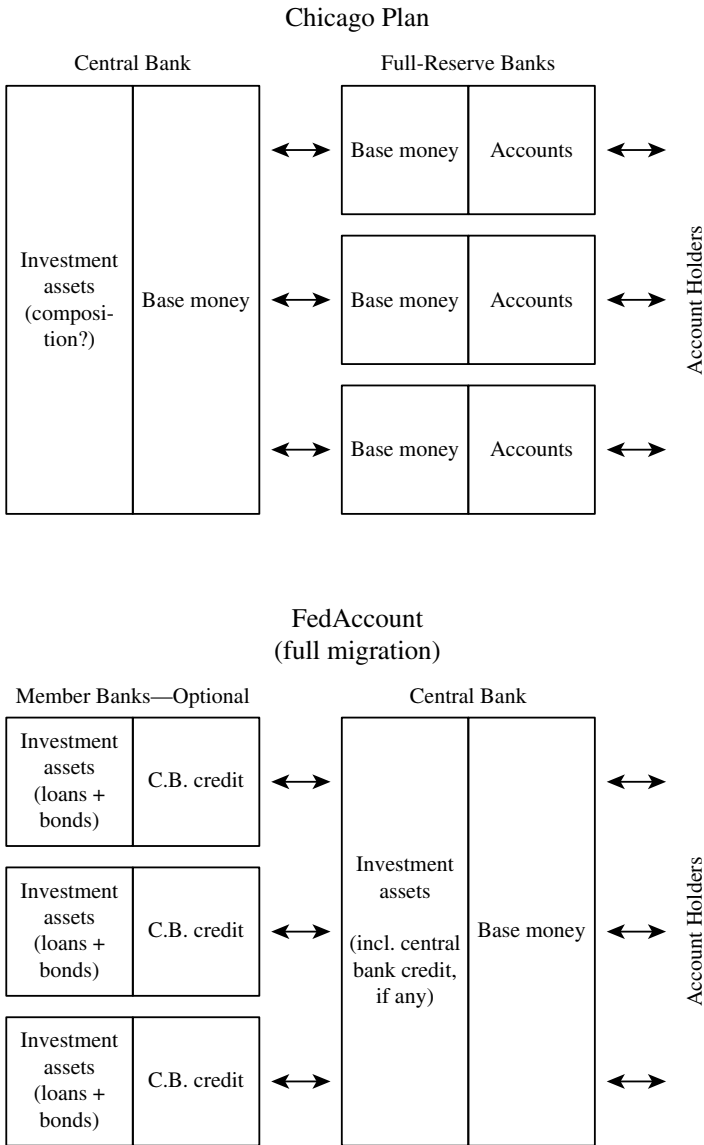 Chicago Plan
Central Bank
Full-Reserve Banks
Investment
assets
(composi-
tion?)
Base money
Base money
Accounts
Base money
Accounts
Base money
Accounts
Account Holders
FedAccount
(full migration)
Member Banks—Optional
Central Bank
Investment
assets
(loans +
bonds)
C.B. credit
Investment
assets
(loans +
bonds)
C.B. credit
Investment
assets
(loans +
bonds)
C.B. credit
Investment
assets
(incl. central
bank credit,
if any)
Base money
Account Holders